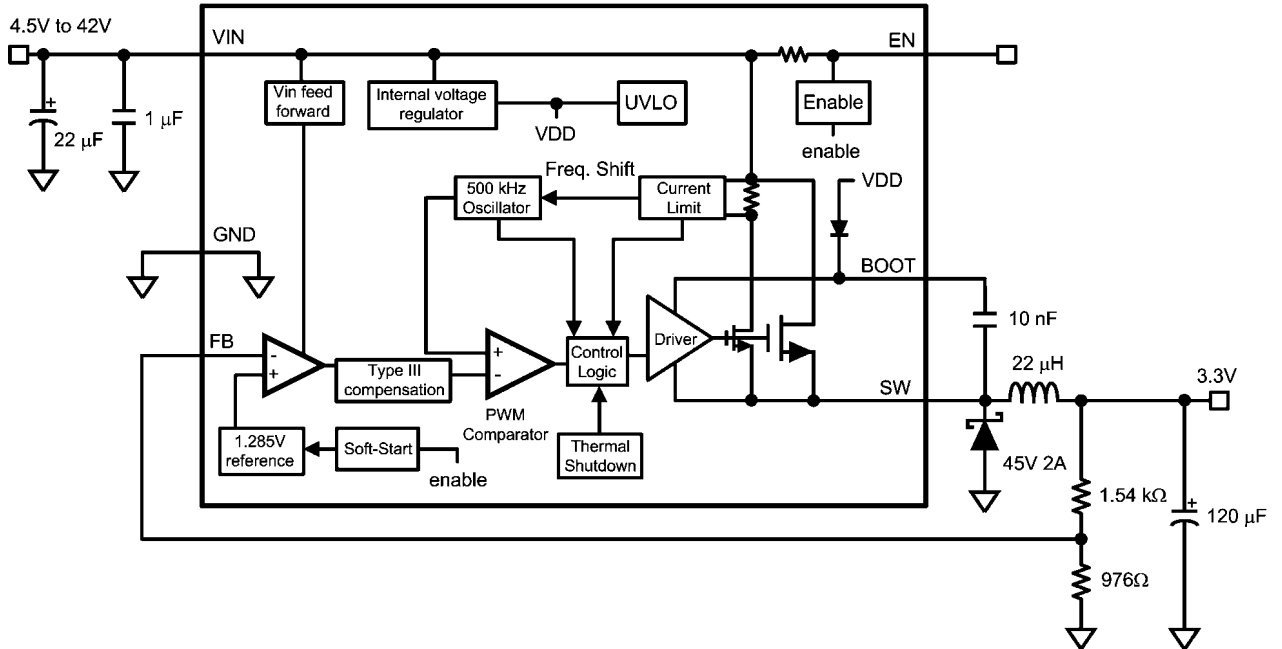 4.5V to 42V
VIN
EN
Vin feed
forward
Internal voltage
regulator
UVLO
Enable
+
22 μF
1 μF
VDD
enable
Freq. Shift
500 kHz
Oscillator
Current
Limit
VDD
GND
BOOT
10 nF
FB
-
+
Type III
compensation
+
-
PWM
Comparator
Control
Logic
Driver
SW
22 μH
3.3V
1.285V
reference
Soft-Start
enable
Thermal
Shutdown
45V 2A
1.54 kΩ
+
120 μF
976Ω